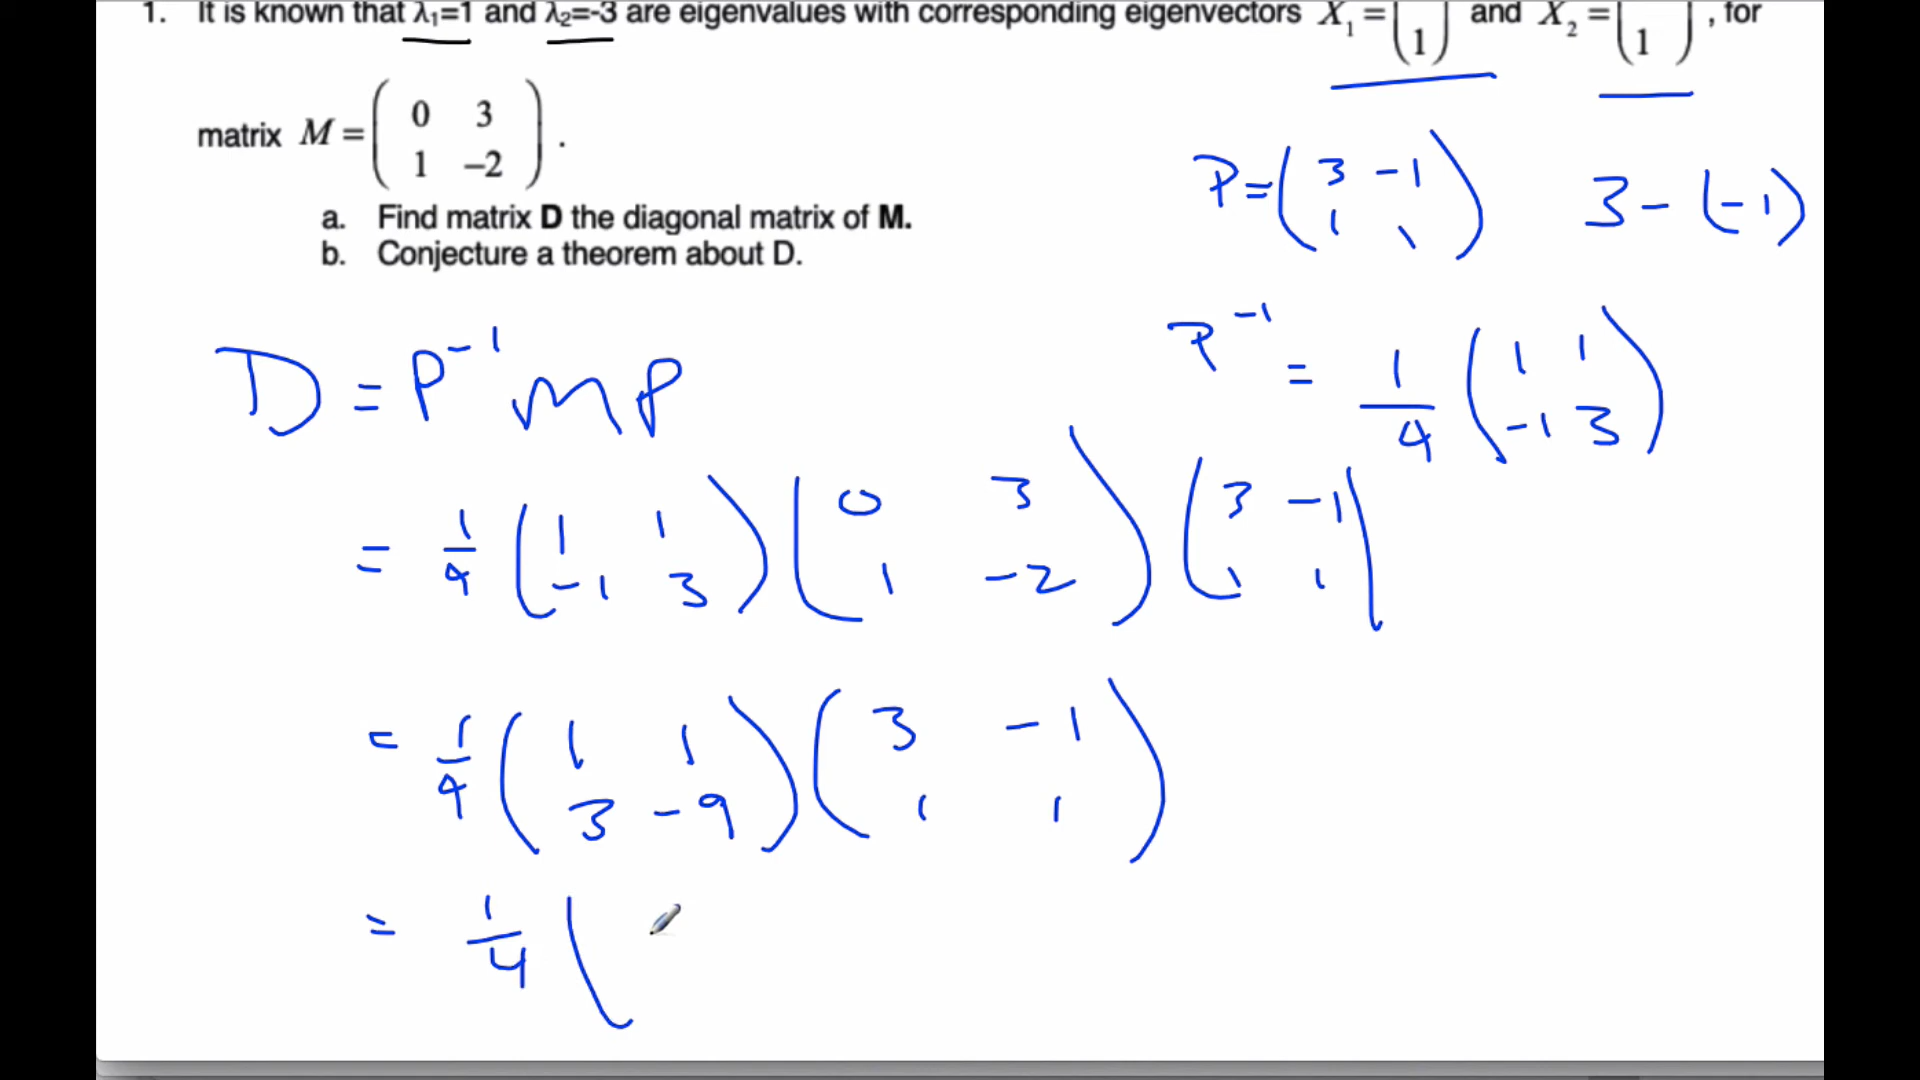 1. It is known that λ₁=1 and λ₂=-3 are eigenvalues with corresponding eigenvectors X₁ = ( 1 ) and X₂ = ( 1 ) , for
matrix M = ( 0 3
1 -2 ) .
a. Find matrix D the diagonal matrix of M.
b. Conjecture a theorem about D.
P = ( 3 -1
1 1 )
3 - (-1)
P⁻¹ = 1/4 ( 1 1
-1 3 )
D = P⁻¹ M P
= 1/4 ( 1 1
-1 3 ) ( 0 3
1 -2 ) ( 3 -1
1 1 )
= 1/4 ( 1 1
3 -9 ) ( 3 -1
1 1 )
= 1/4 (